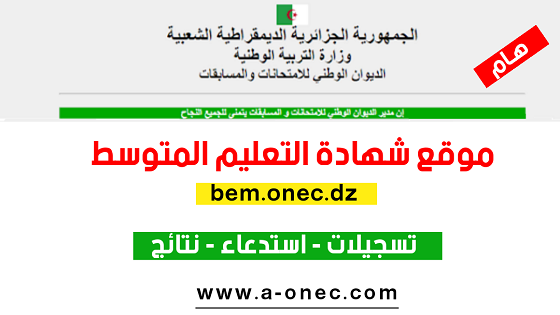 الجمهورية الجزائرية الديمقراطية الشعبية
وزارة التربية الوطنية
الديوان الوطني للامتحانات والمسابقات
هام
إن مدير الديوان الوطني للامتحانات و المسابقات يتمنى للجميع النجاح
موقع شهادة التعليم المتوسط
bem.onec.dz
تسجيلات - استدعاء - نتائج
www.a-onec.com